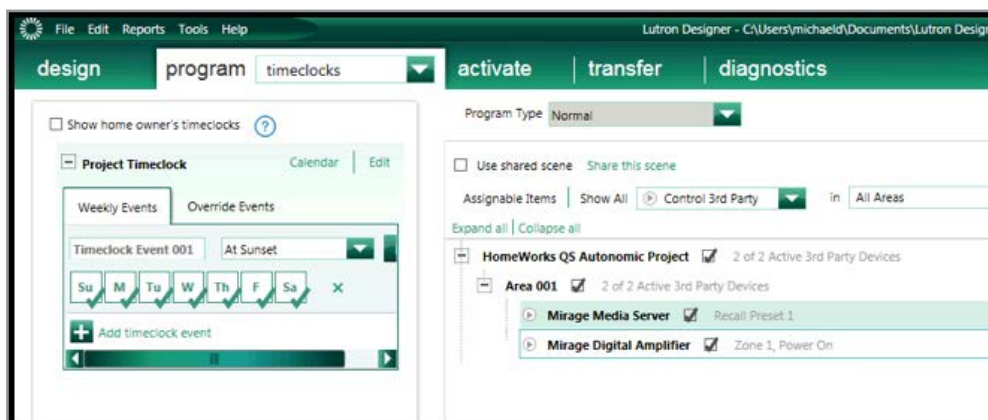 File Edit Reports Tools Help
Lutron Designer - C:\Users\michaeld\Documents\Lutron Desig
design program timeclocks activate transfer diagnostics
Show home owner's timeclocks ?
Project Timeclock Calendar Edit
Weekly Events Override Events
Timeclock Event 001 At Sunset
Su M Tu W Th F Sa
Add timeclock event
Program Type Normal
Use shared scene Share this scene
Assignable Items Show All Control 3rd Party in All Areas
Expand all Collapse all
HomeWorks QS Autonomic Project 2 of 2 Active 3rd Party Devices
Area 001 2 of 2 Active 3rd Party Devices
Mirage Media Server Recall Preset 1
Mirage Digital Amplifier Zone 1, Power On